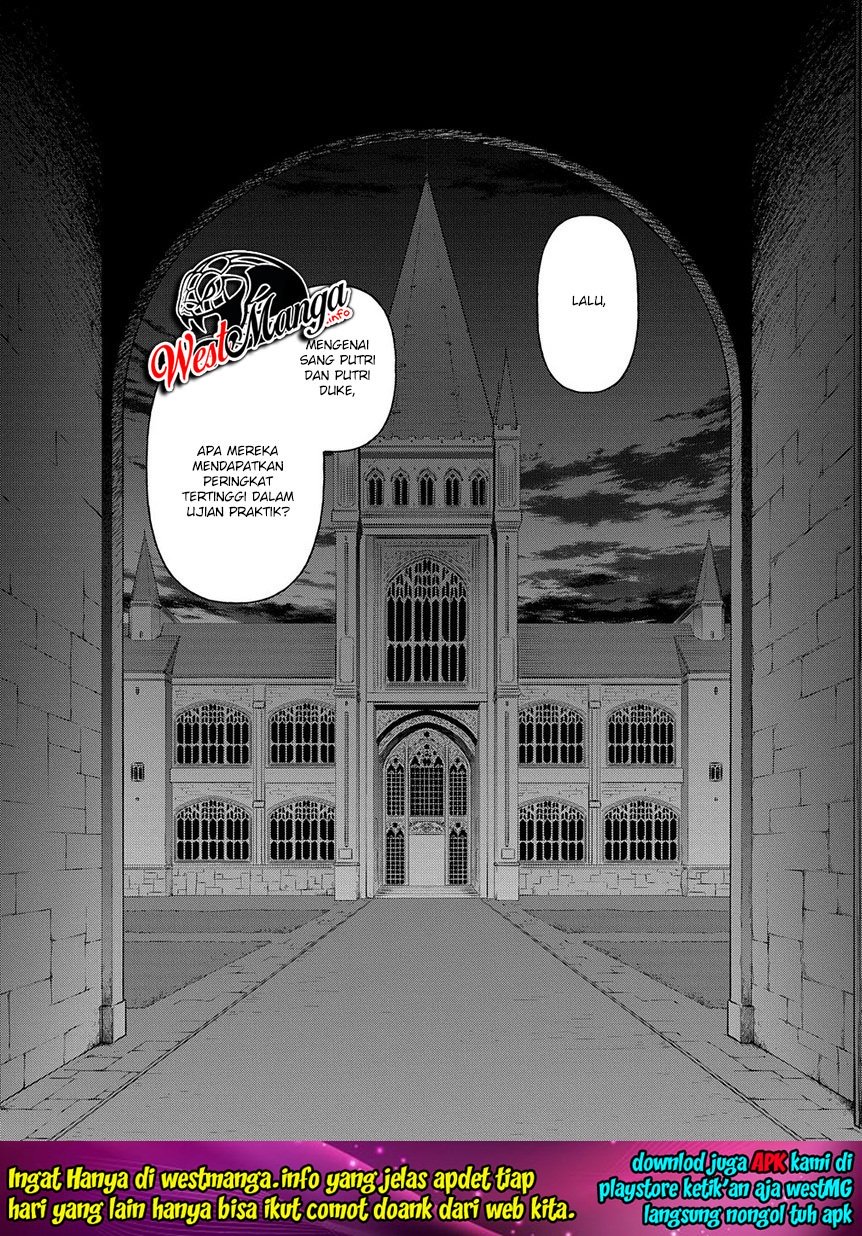 LALU,
WestManga
.info
MENGENAI
SANG PUTRI
DAN PUTRI
DUKE,
APA MEREKA
MENDAPATKAN
PERINGKAT
TERTINGGI DALAM
UJIAN PRAKTIK?
Ingat Hanya di westmanga.info yang jelas apdet tiap
hari yang lain hanya bisa ikut comot doank dari web kita.
downlod juga APK kami di
playstore ketik'an aja westMG
langsung nongol tuh apk